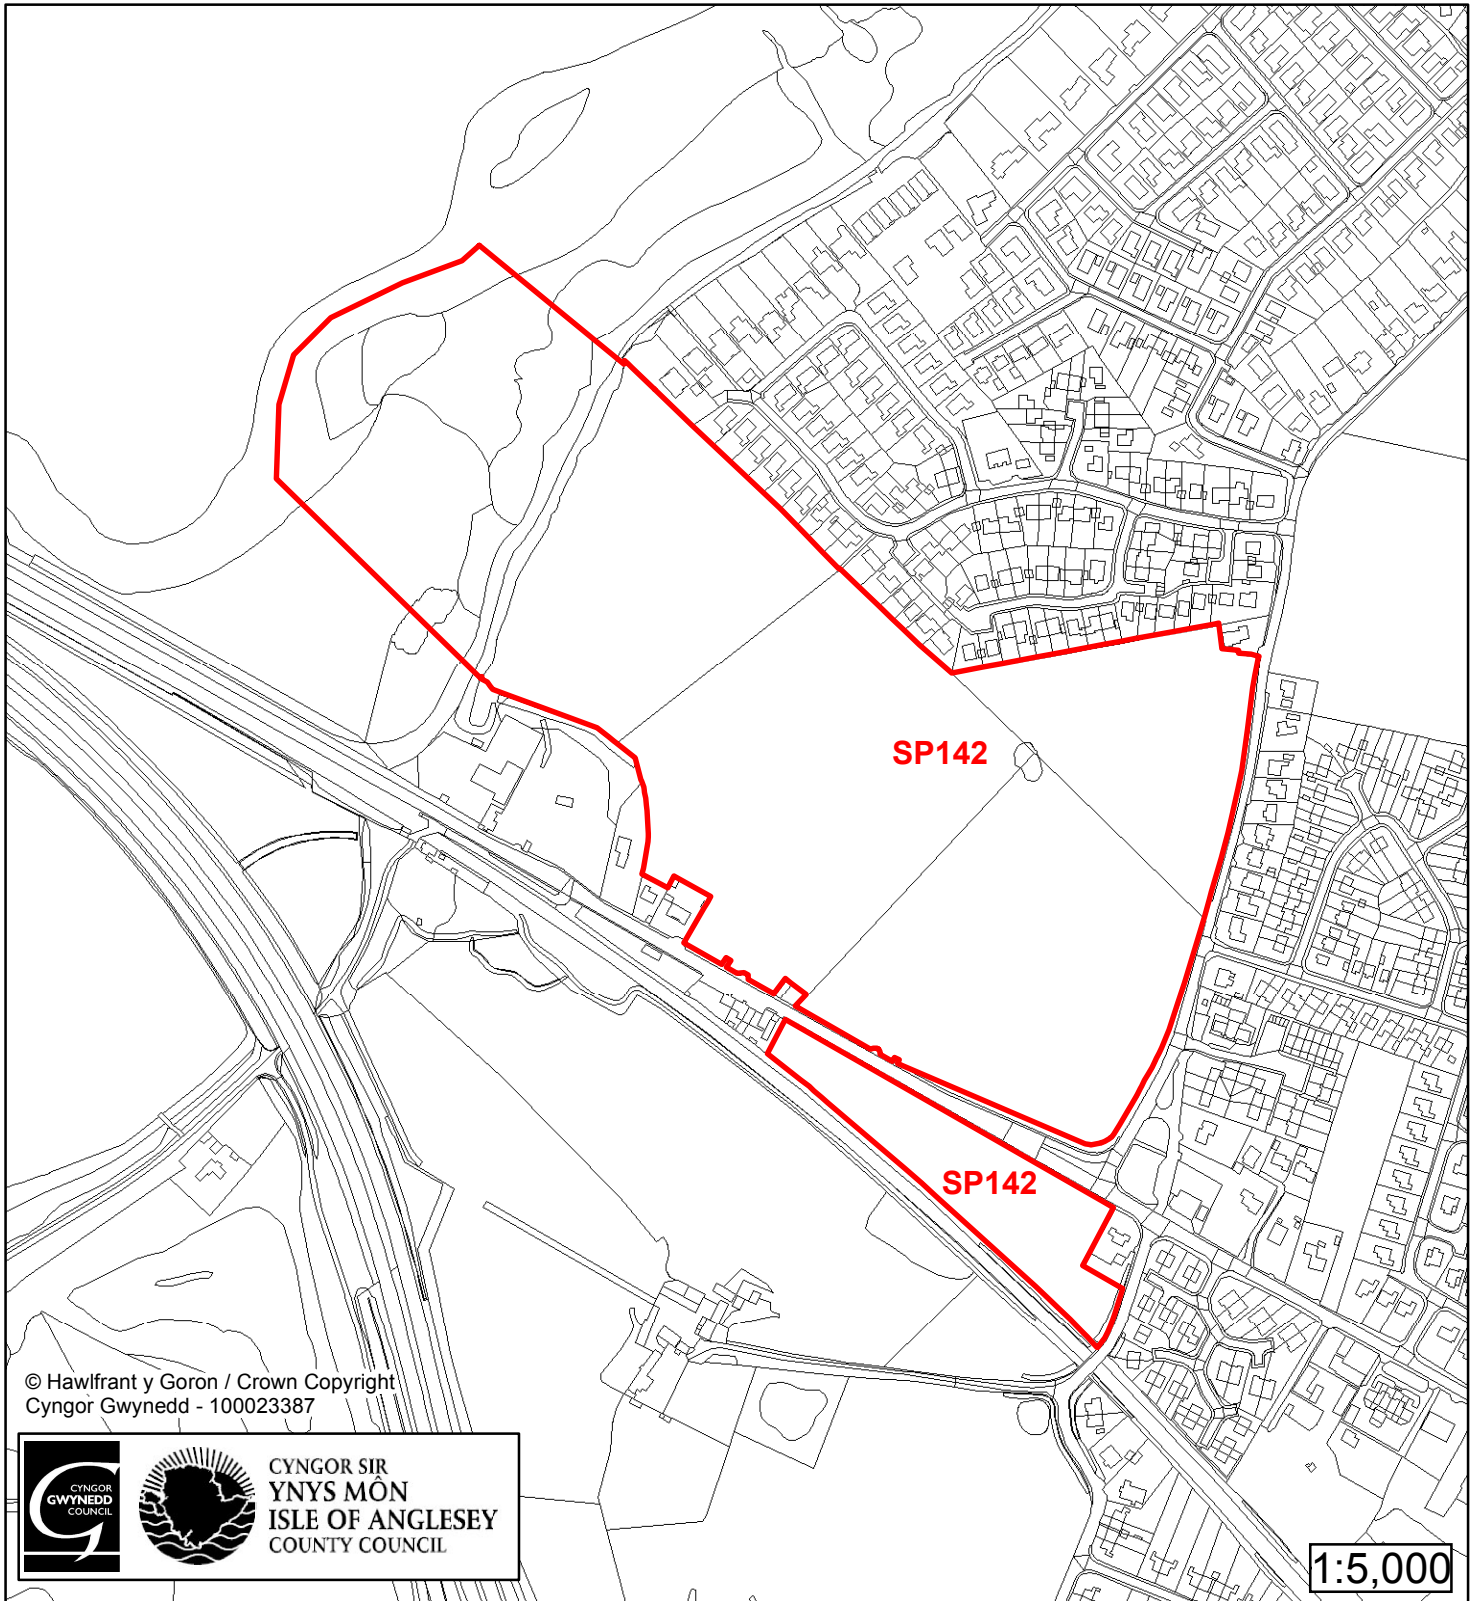 SP142
SP142
© Hawlfrant y Goron / Crown Copyright
Cyngor Gwynedd - 100023387
CYNGOR
GWYNEDD
COUNCIL
CYNGOR SIR
YNYS MÔN
ISLE OF ANGLESEY
COUNTY COUNCIL
1:5,000